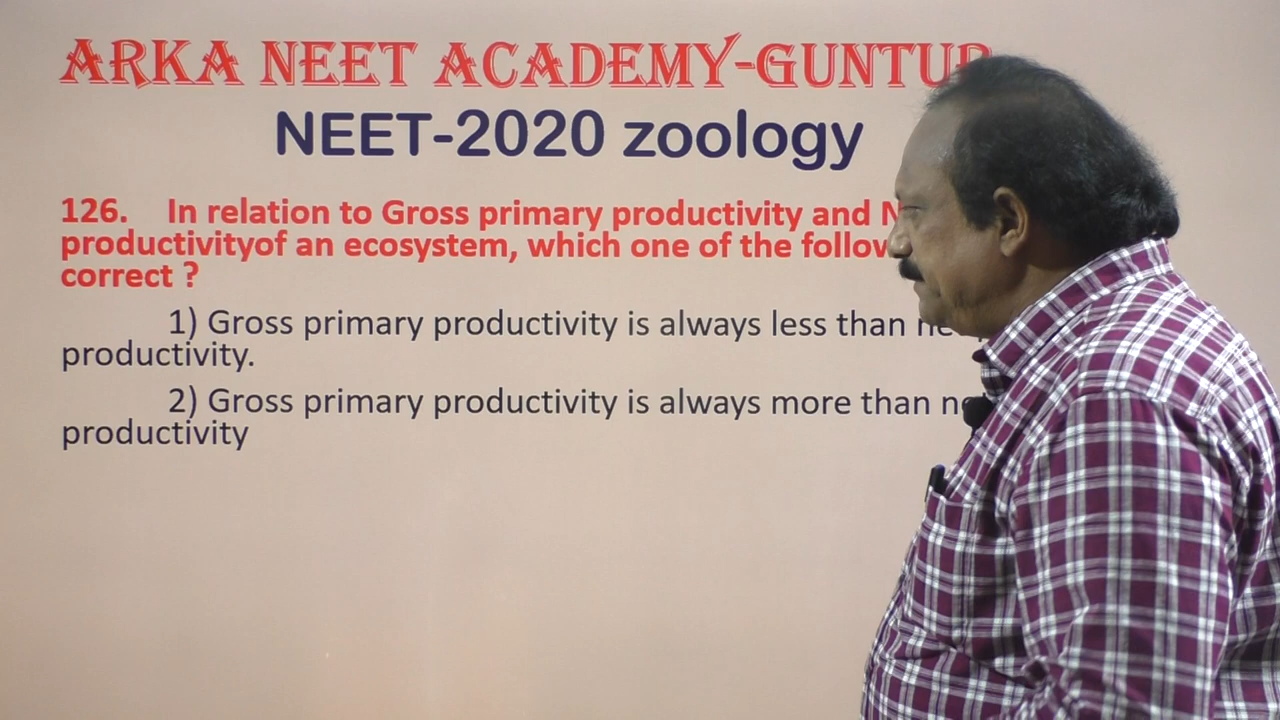 ARKA NEET ACADEMY-GUNTUR
NEET-2020 zoology
126. In relation to Gross primary productivity and
productivityof an ecosystem, which one of the
correct ?
1) Gross primary productivity is always less than
productivity.
2) Gross primary productivity is always more than
productivity